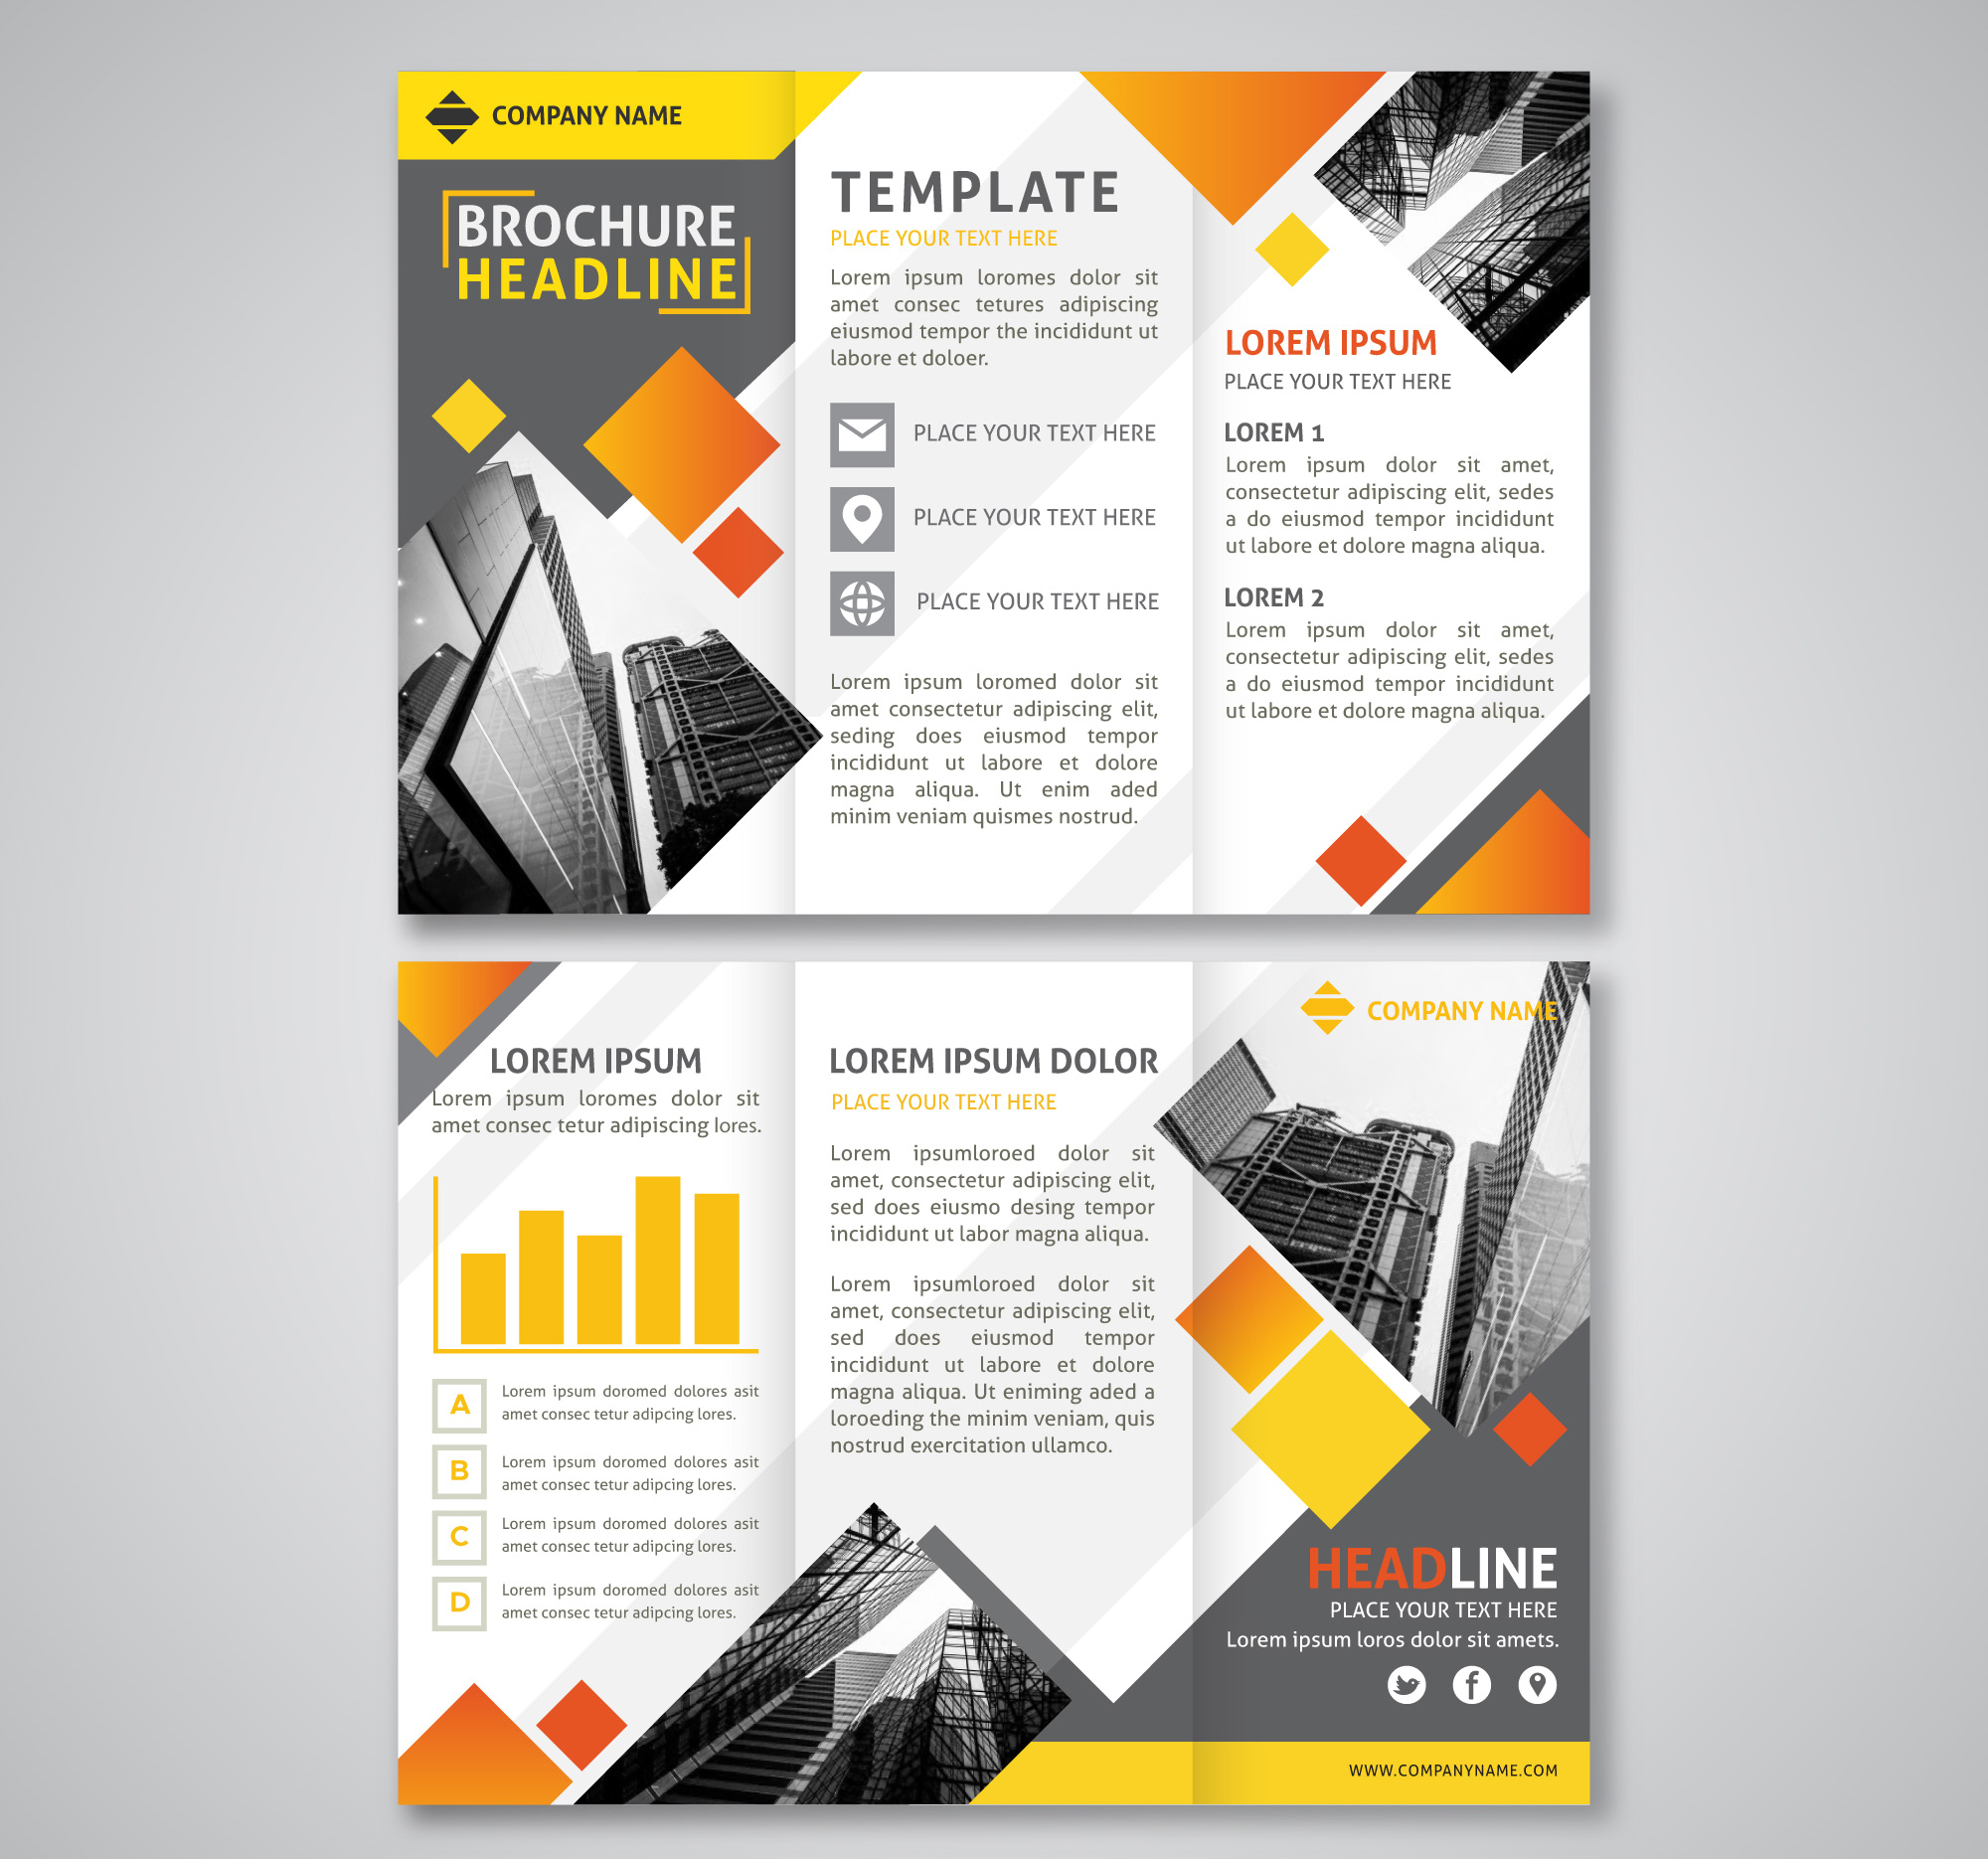 COMPANY NAME
BROCHURE
HEADLINE
TEMPLATE
PLACE YOUR TEXT HERE
Lorem ipsum loromes dolor sit
amet consec tetures adipiscing
eiusmod tempor the incididunt ut
labore et doloer.
PLACE YOUR TEXT HERE
PLACE YOUR TEXT HERE
PLACE YOUR TEXT HERE
Lorem ipsum loromed dolor sit
amet consectetur adipiscing elit,
seding does eiusmod tempor
incididunt ut labore et dolore
magna aliqua. Ut enim aded
minim veniam quismes nostrud.
LOREM IPSUM
PLACE YOUR TEXT HERE
LOREM 1
Lorem ipsum dolor sit amet,
consectetur adipiscing elit, sedes
a do eiusmod tempor incididunt
ut labore et dolore magna aliqua.
LOREM 2
Lorem ipsum dolor sit amet,
consectetur adipiscing elit, sedes
a do eiusmod tempor incididunt
ut labore et dolore magna aliqua.
LOREM IPSUM
Lorem ipsum loromes dolor sit
amet consec tetur adipiscing lores.
A
Lorem ipsum doromed dolores asit
amet consec tetur adipcing lores.
B
Lorem ipsum doromed dolores asit
amet consec tetur adipcing lores.
C
Lorem ipsum doromed dolores asit
amet consec tetur adipcing lores.
D
Lorem ipsum doromed dolores asit
amet consec tetur adipcing lores.
LOREM IPSUM DOLOR
PLACE YOUR TEXT HERE
Lorem ipsumloroed dolor sit
amet, consectetur adipiscing elit,
sed does eiusmo desing tempor
incididunt ut labor magna aliqua.
Lorem ipsumloroed dolor sit
amet, consectetur adipiscing elit,
sed does eiusmod tempor
incididunt ut labore et dolore
magna aliqua. Ut eniming aded a
loroeding the minim veniam, quis
nostrud exercitation ullamco.
COMPANY NAME
HEADLINE
PLACE YOUR TEXT HERE
Lorem ipsum loros dolor sit amets.
WWW.COMPANYNAME.COM